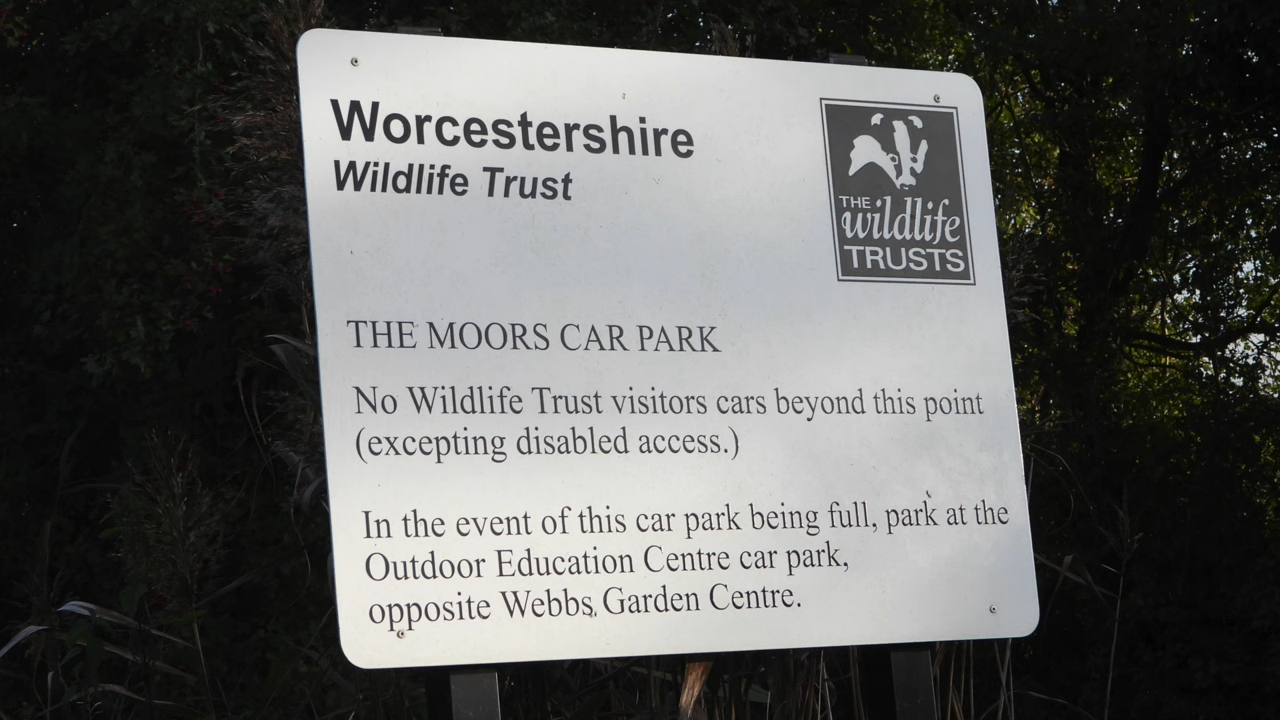 Worcestershire
Wildlife Trust
THE
wildlife
TRUSTS
THE MOORS CAR PARK
No Wildlife Trust visitors cars beyond this point
(excepting disabled access.)
In the event of this car park being full, park at the
Outdoor Education Centre car park,
opposite Webbs Garden Centre.